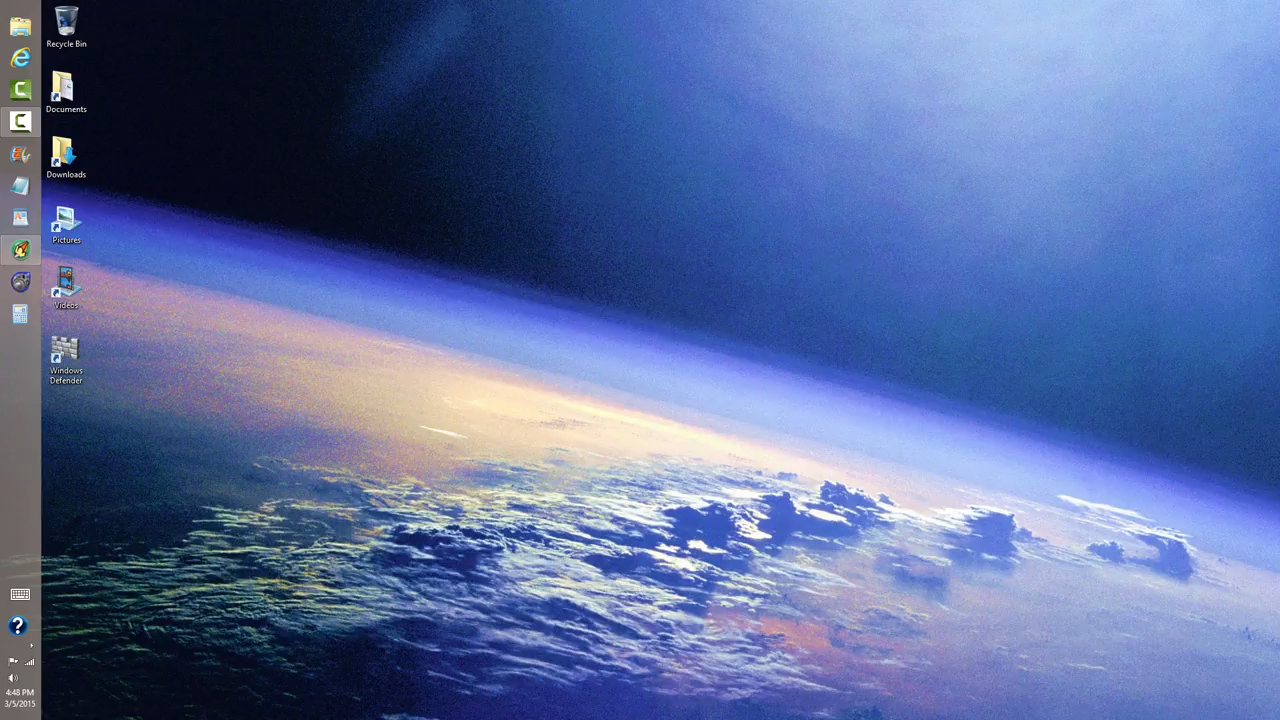 Recycle Bin
Documents
Downloads
Pictures
Videos
Windows
Defender
4:48 PM
3/5/2015